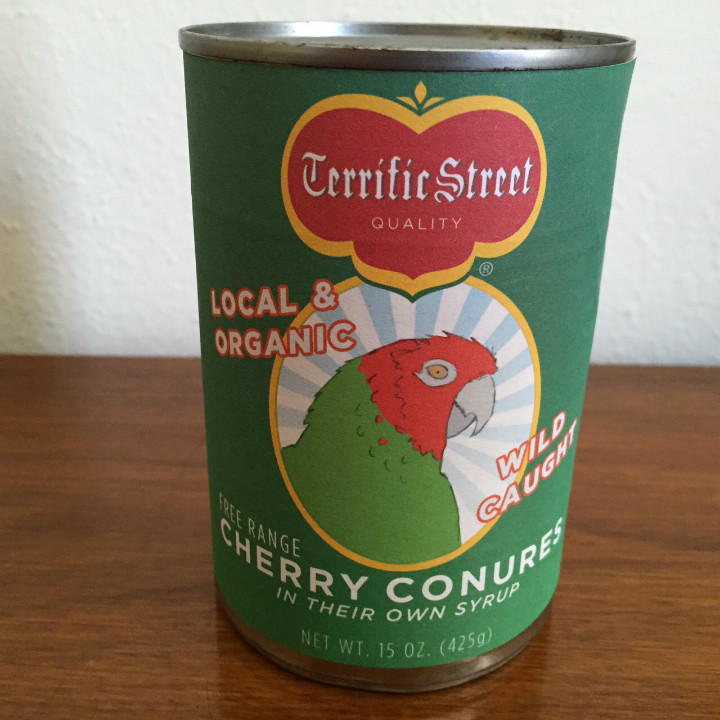 Terrific Street
QUALITY
®
LOCAL &
ORGANIC
WILD
CAUGHT
FREE RANGE
CHERRY CONURES
IN THEIR OWN SYRUP
NET WT. 15 OZ. (425g)